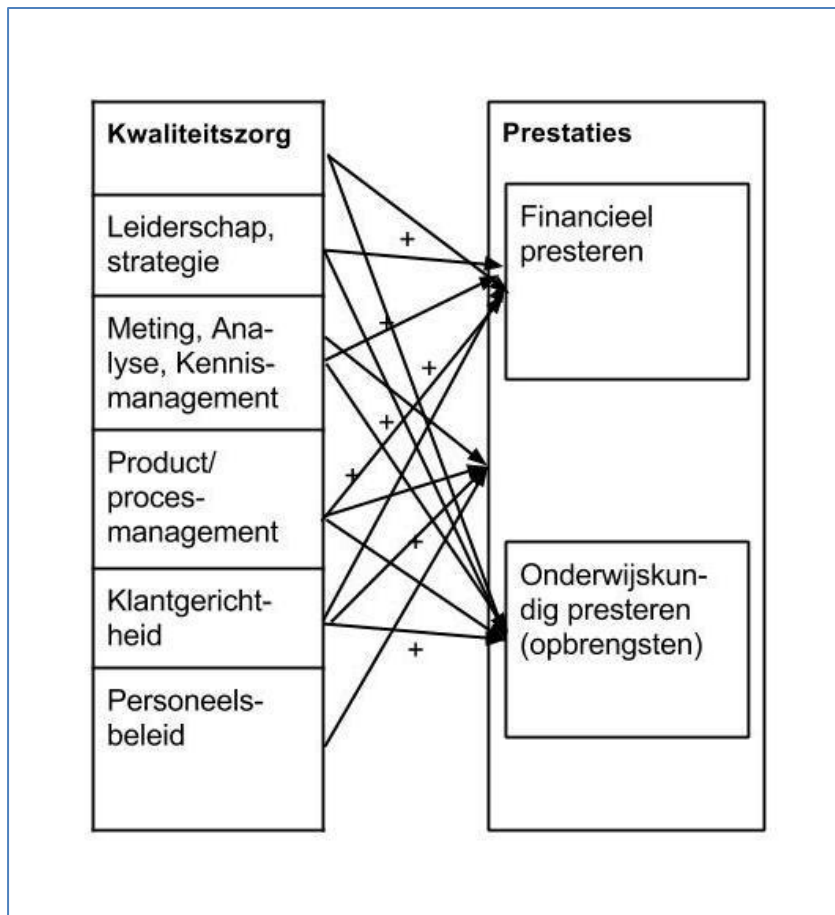 Kwaliteitszorg
Leiderschap,
strategie
Meting, Ana-
lyse, Kennis-
management
Product/
proces-
management
Klantgericht-
heid
Personeels-
beleid
+
+
+
+
+
+
+
Prestaties
Financieel
presteren
Onderwijskun-
dig presteren
(opbrengsten)